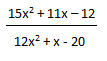 15x² + 11x – 12
12x² + x - 20